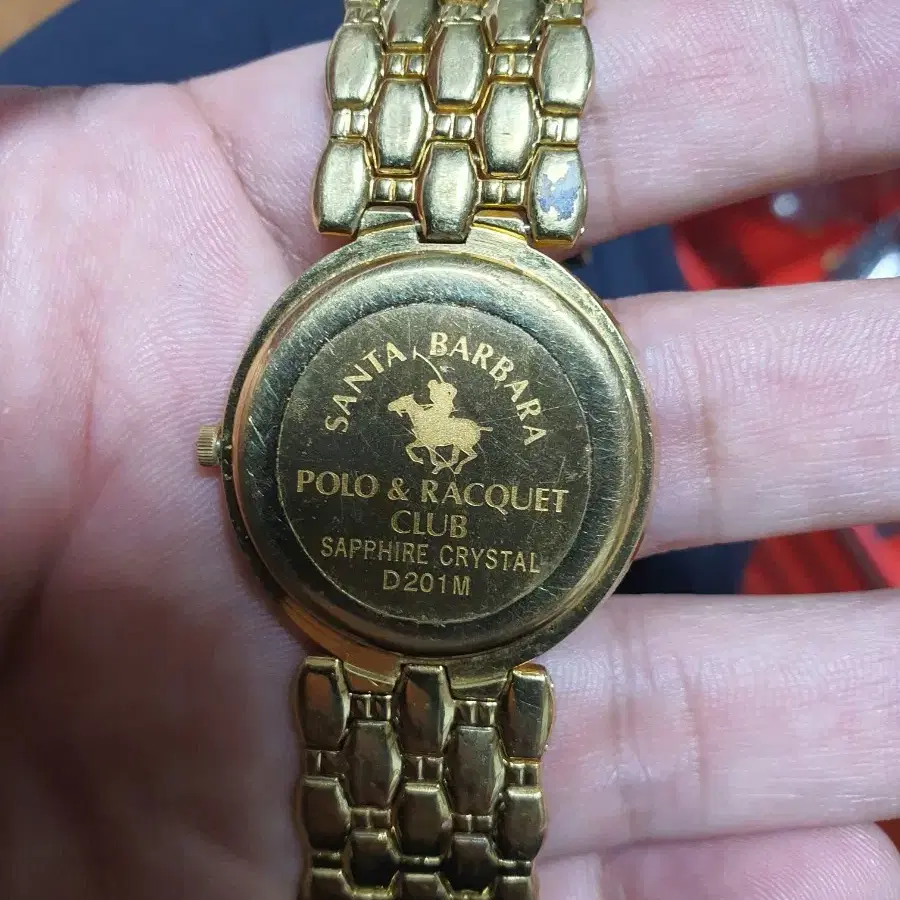 SANTA BARBARA
POLO & RACQUET
CLUB
SAPPHIRE CRYSTAL
D201M